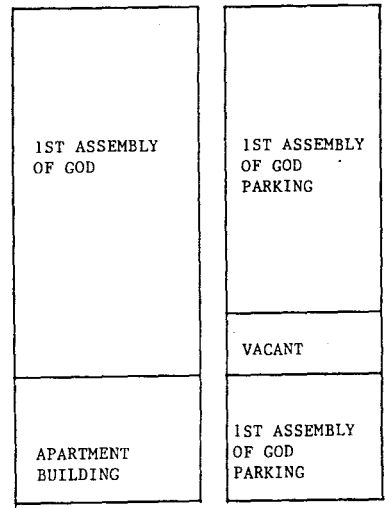 1ST ASSEMBLY
OF GOD
1ST ASSEMBLY
OF GOD
PARKING
VACANT
APARTMENT
BUILDING
1ST ASSEMBLY
OF GOD
PARKING